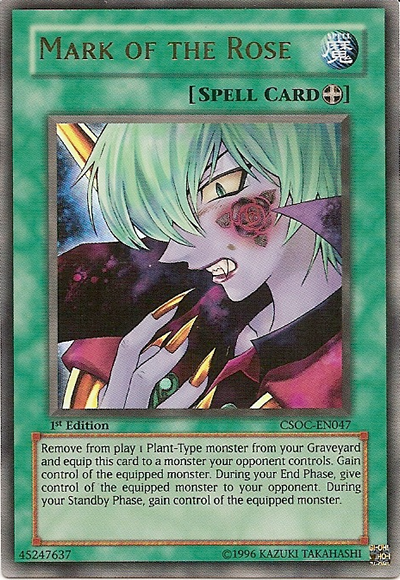 MARK OF THE ROSE
SPELL
魔
[SPELL CARD]
1st Edition
CSOC-EN047
Remove from play 1 Plant-Type monster from your Graveyard
and equip this card to a monster your opponent controls. Gain
control of the equipped monster. During your End Phase, give
control of the equipped monster to your opponent. During
your Standby Phase, gain control of the equipped monster.
45247637
©1996 KAZUKI TAKAHASHI